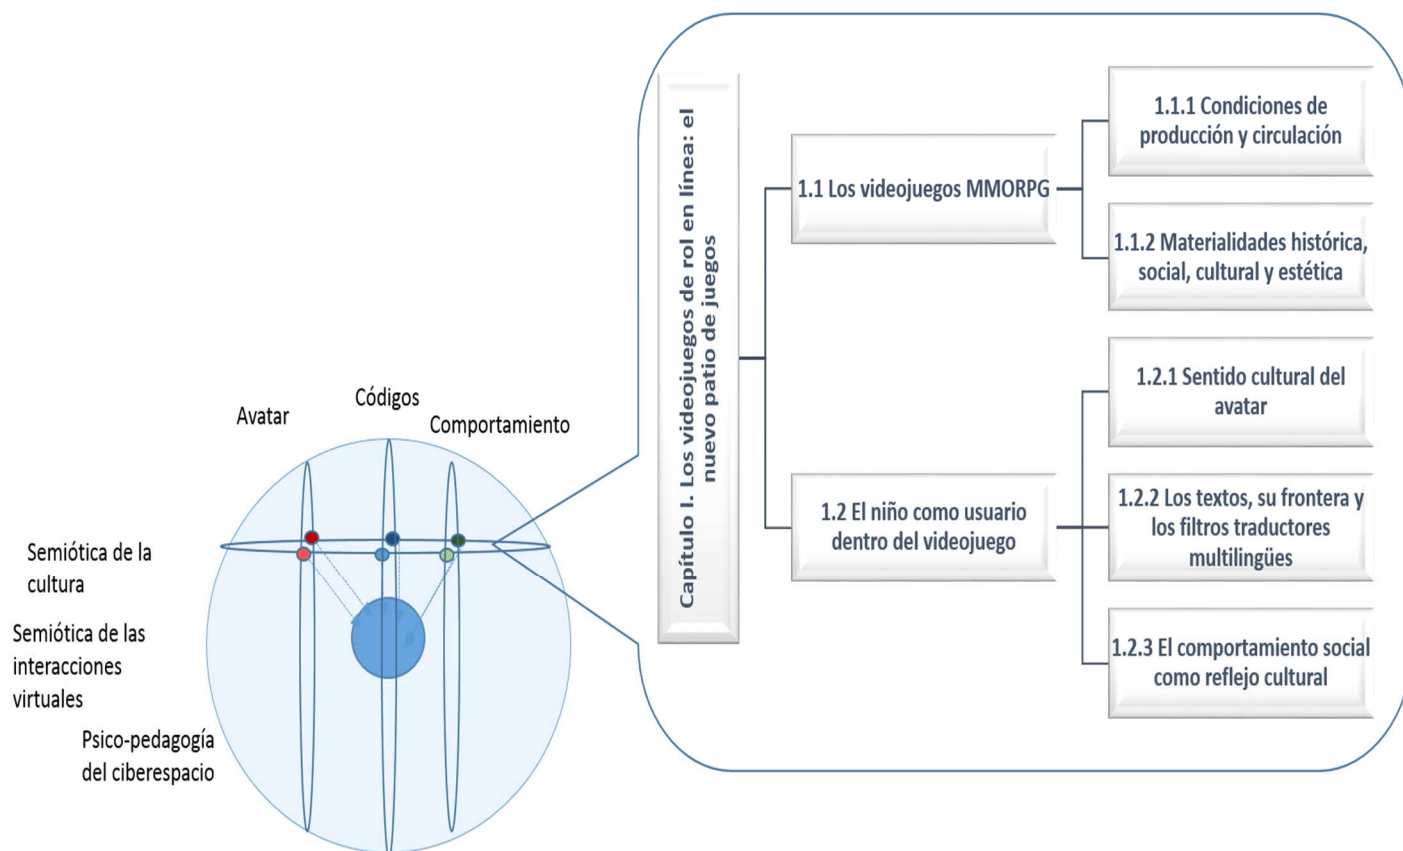 Avatar
Códigos
Comportamiento
Semiótica de la
cultura
Semiótica de las
interacciones
virtuales
Psico-pedagogía
del ciberespacio
Capítulo I. Los videojuegos de rol en línea: el
nuevo patio de juegos
1.1 Los videojuegos MMORPG
1.1.1 Condiciones de
producción y circulación
1.1.2 Materialidades histórica,
social, cultural y estética
1.2 El niño como usuario
dentro del videojuego
1.2.1 Sentido cultural del
avatar
1.2.2 Los textos, su frontera y
los filtros traductores
multilingües
1.2.3 El comportamiento social
como reflejo cultural